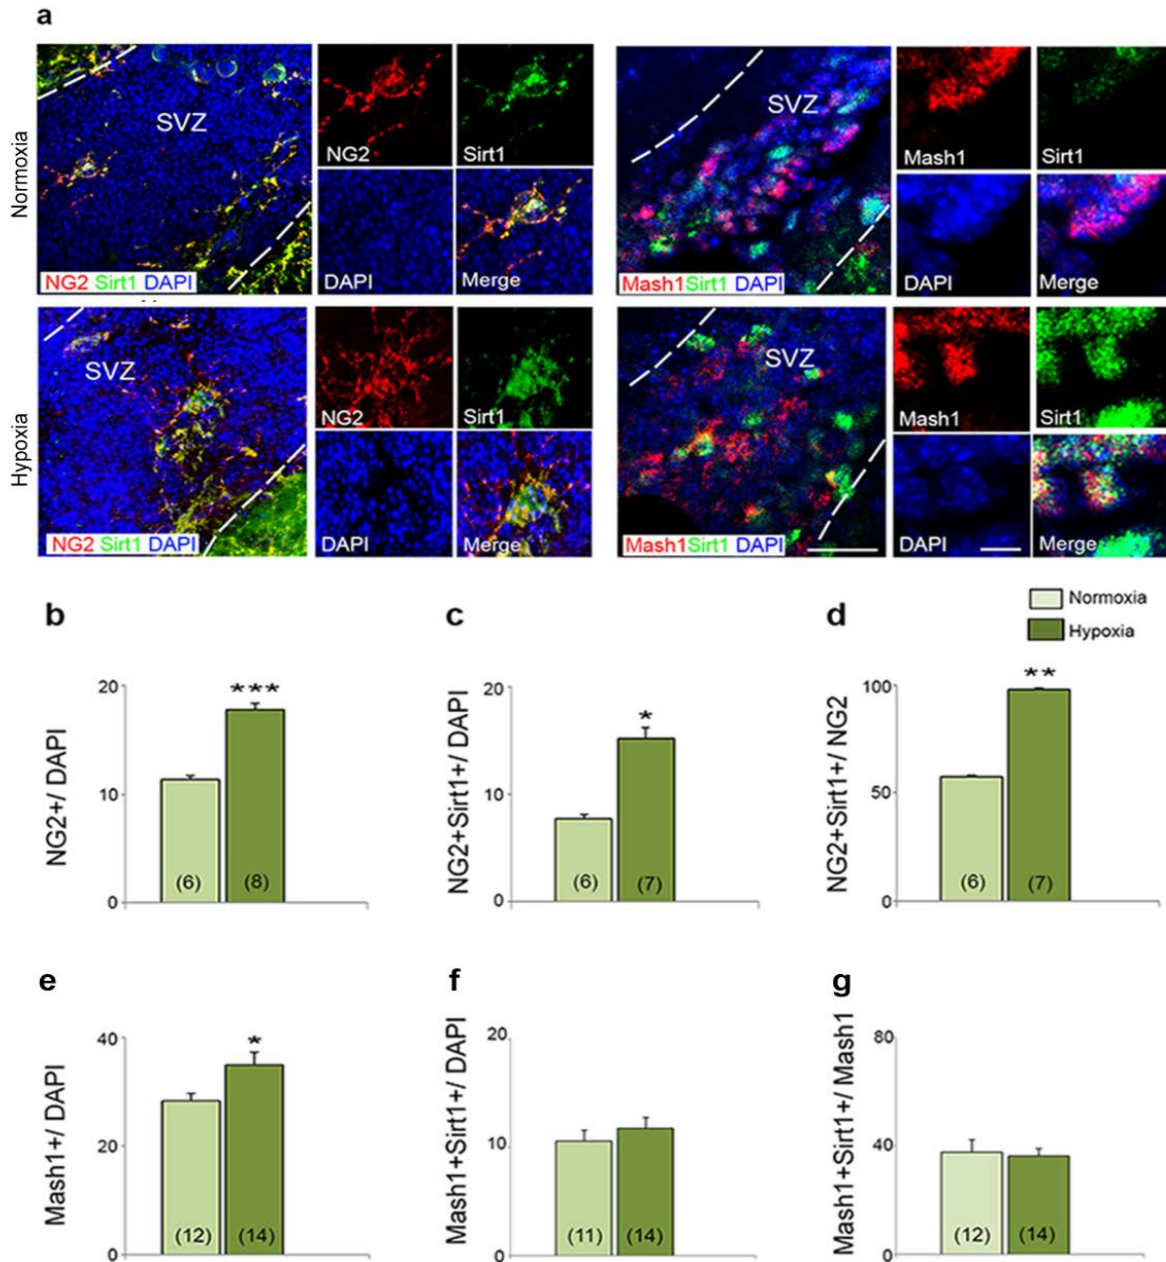 a
Normoxia
SVZ
NG2 Sirt1 DAPI
NG2
Sirt1
DAPI
Merge
SVZ
Mash1Sirt1 DAPI
Mash1
Sirt1
DAPI
Merge
Hypoxia
SVZ
NG2 Sirt1 DAPI
NG2
Sirt1
DAPI
Merge
SVZ
Mash1Sirt1 DAPI
Mash1
Sirt1
DAPI
Merge
Normoxia
Hypoxia
b
NG2+/ DAPI
20
10
0
***
(6)
(8)
c
NG2+Sirt1+/ DAPI
20
10
0
*
(6)
(7)
d
NG2+Sirt1+/ NG2
100
50
0
**
(6)
(7)
e
Mash1+/ DAPI
40
20
0
*
(12)
(14)
f
Mash1+Sirt1+/ DAPI
20
10
0
(11)
(14)
g
Mash1+Sirt1+/ Mash1
80
40
0
(12)
(14)